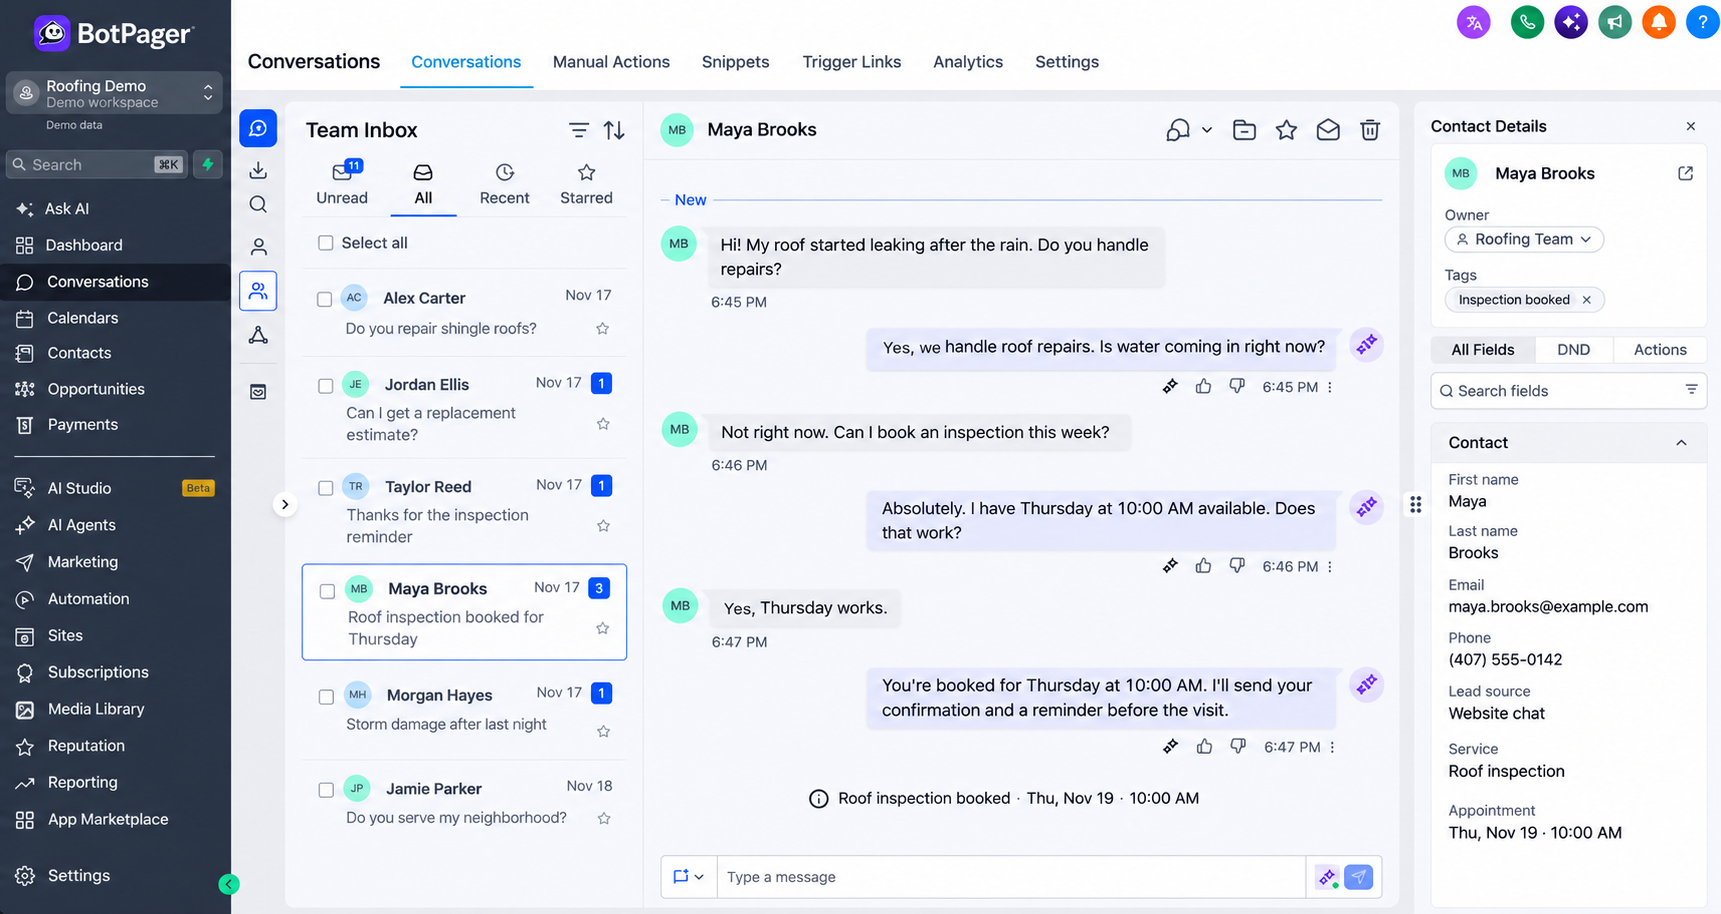 BotPager
Roofing Demo
Demo workspace
Demo data
Search ⌘K
Ask AI
Dashboard
Conversations
Calendars
Contacts
Opportunities
Payments
AI Studio Beta
AI Agents
Marketing
Automation
Sites
Subscriptions
Media Library
Reputation
Reporting
App Marketplace
Settings
Conversations
Conversations
Manual Actions
Snippets
Trigger Links
Analytics
Settings
?
Team Inbox
11
Unread
All
Recent
Starred
Select all
AC Alex Carter Nov 17
Do you repair shingle roofs?
JE Jordan Ellis Nov 17 1
Can I get a replacement
estimate?
TR Taylor Reed Nov 17 1
Thanks for the inspection
reminder
MB Maya Brooks Nov 17 3
Roof inspection booked for
Thursday
MH Morgan Hayes Nov 17 1
Storm damage after last night
JP Jamie Parker Nov 18
Do you serve my neighborhood?
MB Maya Brooks
New
MB
Hi! My roof started leaking after the rain. Do you handle
repairs?
6:45 PM
Yes, we handle roof repairs. Is water coming in right now?
6:45 PM
MB
Not right now. Can I book an inspection this week?
6:46 PM
Absolutely. I have Thursday at 10:00 AM available. Does
that work?
6:46 PM
MB
Yes, Thursday works.
6:47 PM
You're booked for Thursday at 10:00 AM. I'll send your
confirmation and a reminder before the visit.
6:47 PM
Roof inspection booked · Thu, Nov 19 · 10:00 AM
Type a message
Contact Details
MB Maya Brooks
Owner
Roofing Team
Tags
Inspection booked
All Fields
DND
Actions
Search fields
Contact
First name
Maya
Last name
Brooks
Email
maya.brooks@example.com
Phone
(407) 555-0142
Lead source
Website chat
Service
Roof inspection
Appointment
Thu, Nov 19 · 10:00 AM